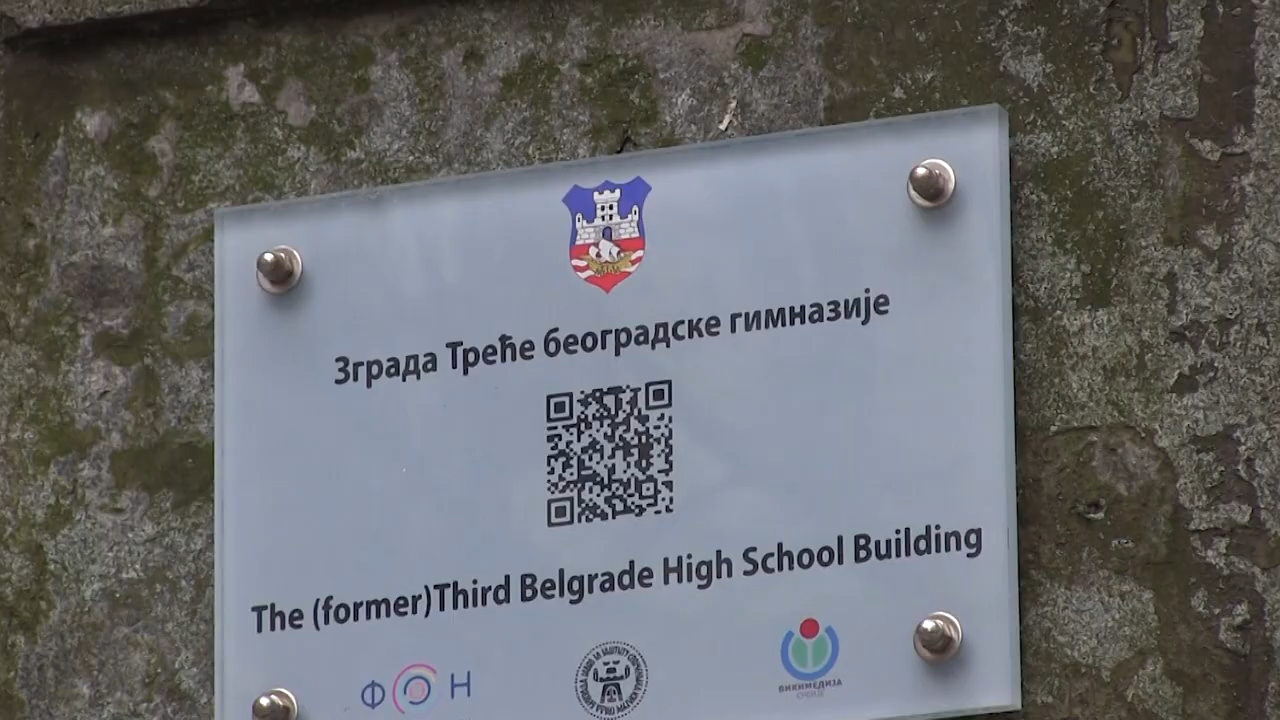 Зграда Треће београдске гимназије
The (former)Third Belgrade High School Building
ФОН
ВИКИМЕДИЈА